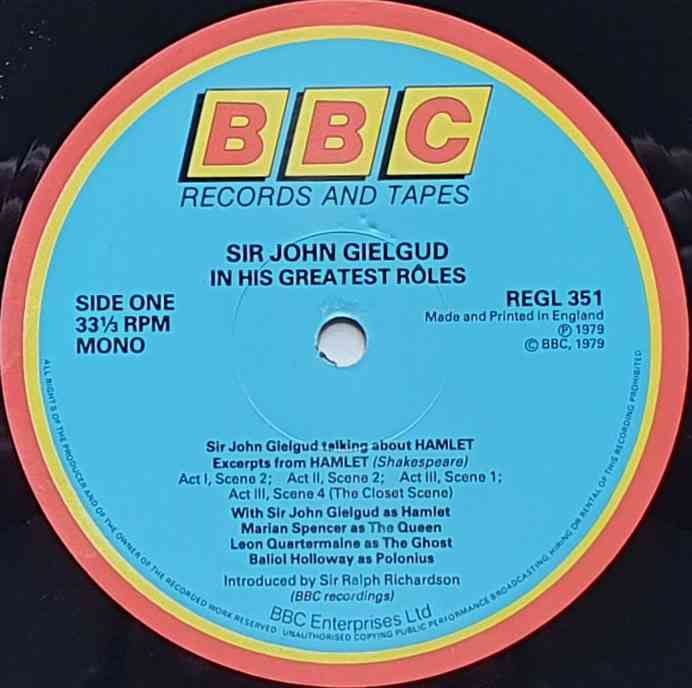 BBC
RECORDS AND TAPES
SIR JOHN GIELGUD
IN HIS GREATEST RÔLES
SIDE ONE
33⅓ RPM
MONO
REGL 351
Made and Printed in England
Ⓟ 1979
© BBC, 1979
Sir John Gielgud talking about HAMLET
Excerpts from HAMLET (Shakespeare)
Act I, Scene 2; Act II, Scene 2; Act III, Scene 1;
Act III, Scene 4 (The Closet Scene)
With Sir John Gielgud as Hamlet
Marian Spencer as The Queen
Leon Quartermaine as The Ghost
Baliol Holloway as Polonius
Introduced by Sir Ralph Richardson
(BBC recordings)
BBC Enterprises Ltd
ALL RIGHTS OF THE PRODUCER AND OF THE OWNER OF THE RECORDED WORK RESERVED UNAUTHORISED COPYING PUBLIC PERFORMANCE BROADCASTING, HIRING OR RENTAL OF THIS RECORDING PROHIBITED